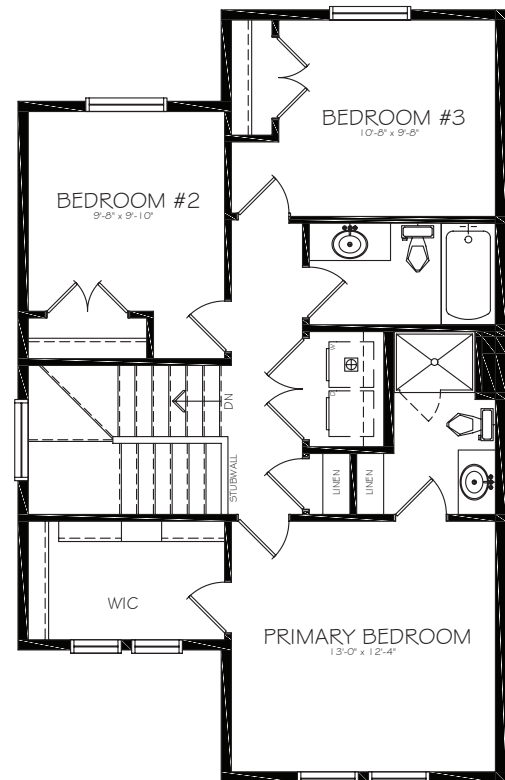 BEDROOM #3
10'-8" x 9'-8"
BEDROOM #2
9'-8" x 9'-10"
W
D
DN
STUBWALL
LINEN
LINEN
WIC
PRIMARY BEDROOM
13'-0" x 12'-4"